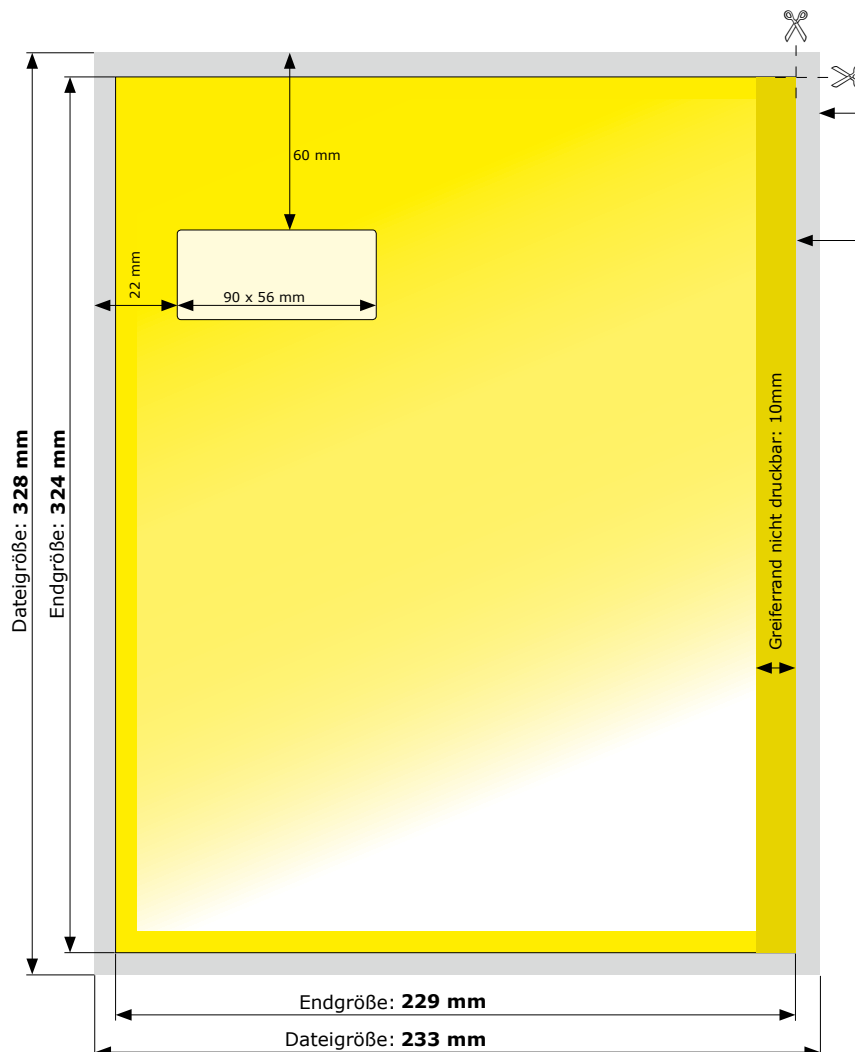 60 mm
22 mm
90 x 56 mm
Greiferrand nicht druckbar: 10mm
Dateigröße: 328 mm
Endgröße: 324 mm
Endgröße: 229 mm
Dateigröße: 233 mm